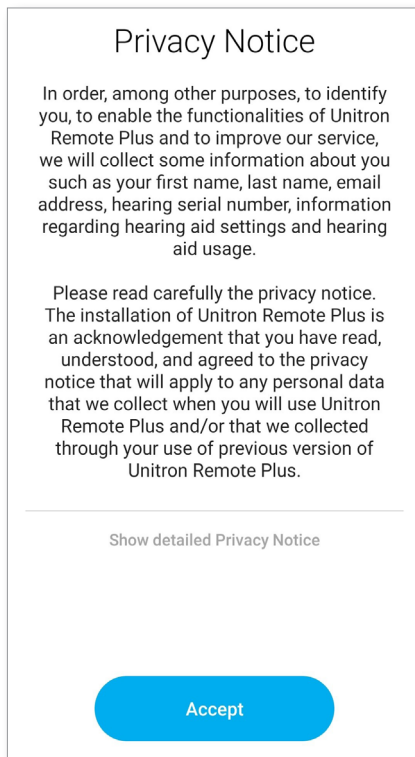 Privacy Notice
In order, among other purposes, to identify
you, to enable the functionalities of Unitron
Remote Plus and to improve our service,
we will collect some information about you
such as your first name, last name, email
address, hearing serial number, information
regarding hearing aid settings and hearing
aid usage.
Please read carefully the privacy notice.
The installation of Unitron Remote Plus is
an acknowledgement that you have read,
understood, and agreed to the privacy
notice that will apply to any personal data
that we collect when you will use Unitron
Remote Plus and/or that we collected
through your use of previous version of
Unitron Remote Plus.
Show detailed Privacy Notice
Accept